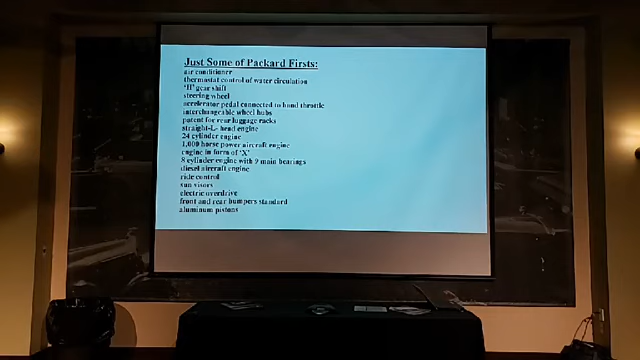 Just Some of Packard Firsts:
air conditioner
thermostat control of water circulation
'H' gear shift
steering wheel
accelerator pedal connected to hand throttle
interchangeable wheel hubs
patent for rear luggage racks
straight-L- head engine
24 cylinder engine
1,000 horse power aircraft engine
engine in form of 'X'
8 cylinder engine with 9 main bearings
diesel aircraft engine
ride control
sun visors
electric overdrive
front and rear bumpers standard
aluminum pistons